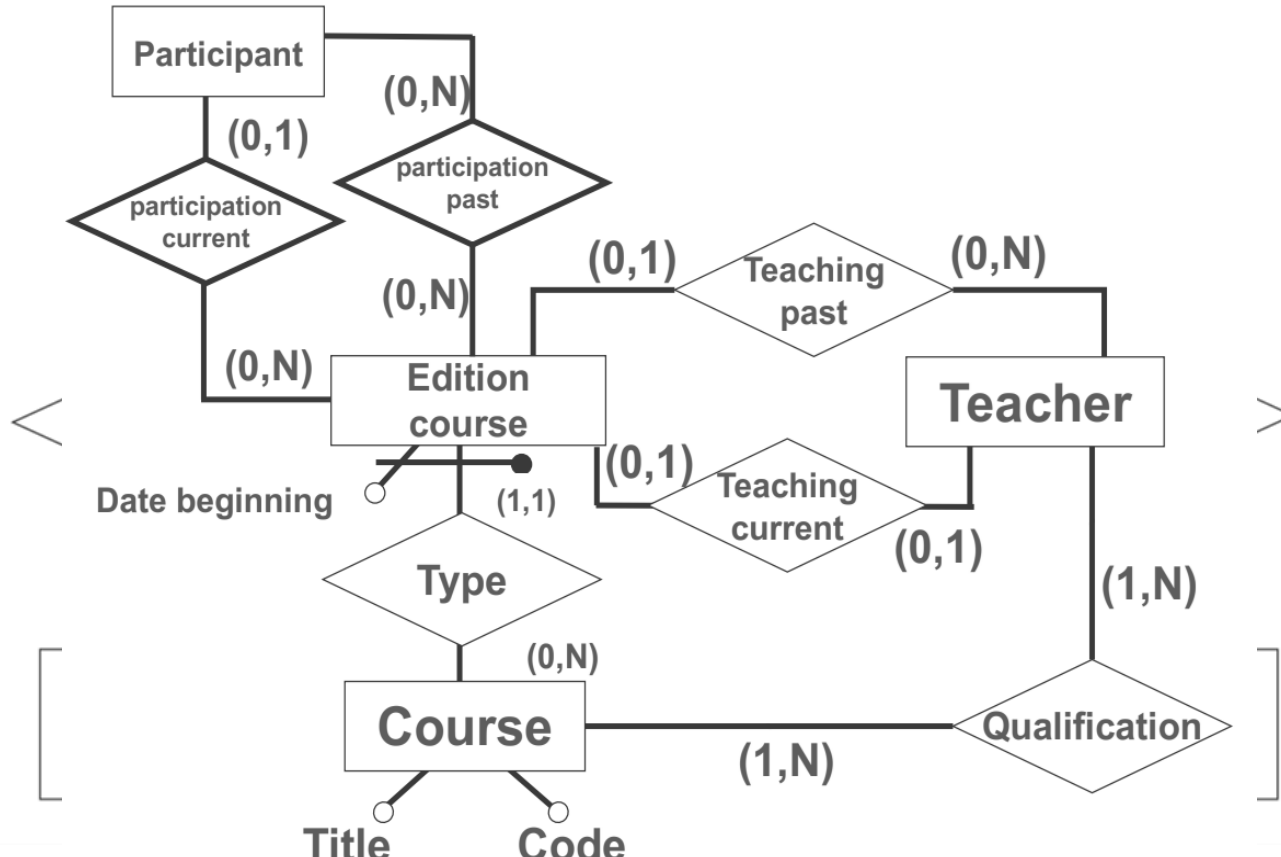 Participant
(0,N)
(0,1)
participation
past
participation
current
(0,1)
Teaching
past
(0,N)
(0,N)
(0,N)
Edition
course
Teacher
(0,1)
Teaching
current
(0,1)
Date beginning
(1,1)
Type
(1,N)
(0,N)
Course
Qualification
(1,N)
Title
Code